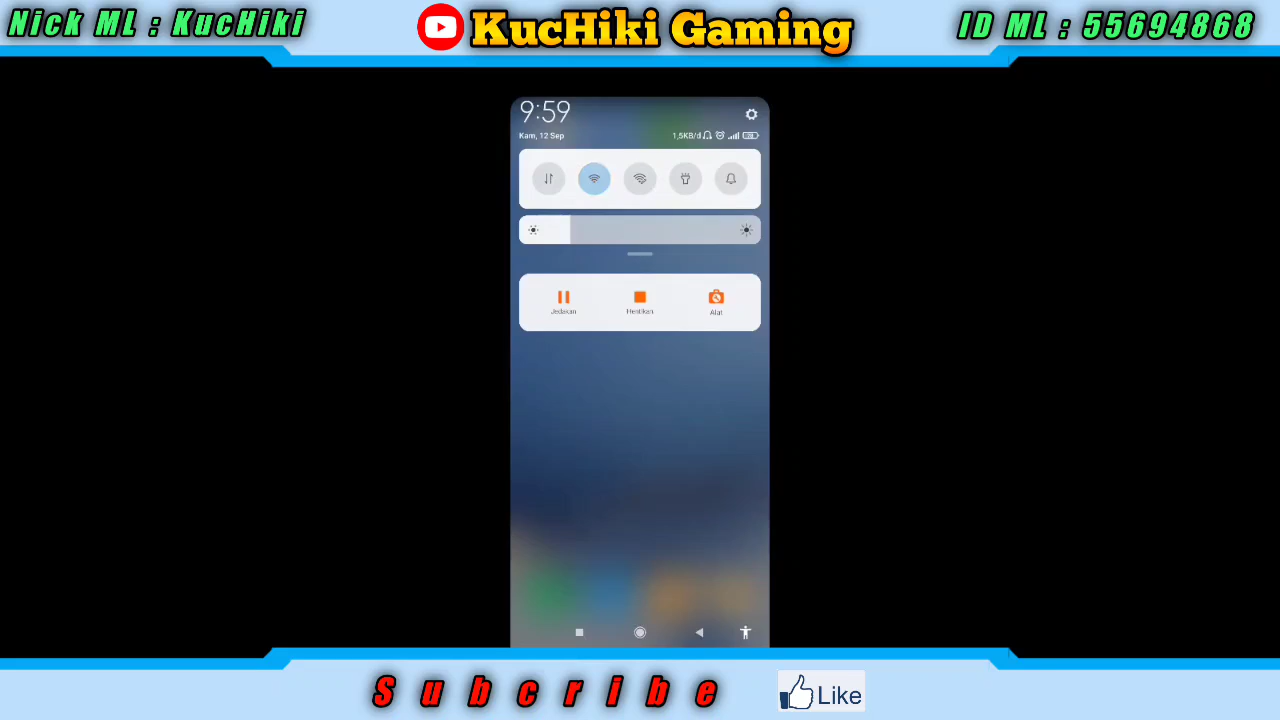 Nick ML : KucHiki
KucHiki Gaming
ID ML : 55694868
9:59
Kam, 12 Sep
1,5KB/d
Jedakan
Hentikan
Alat
Subcribe
Like